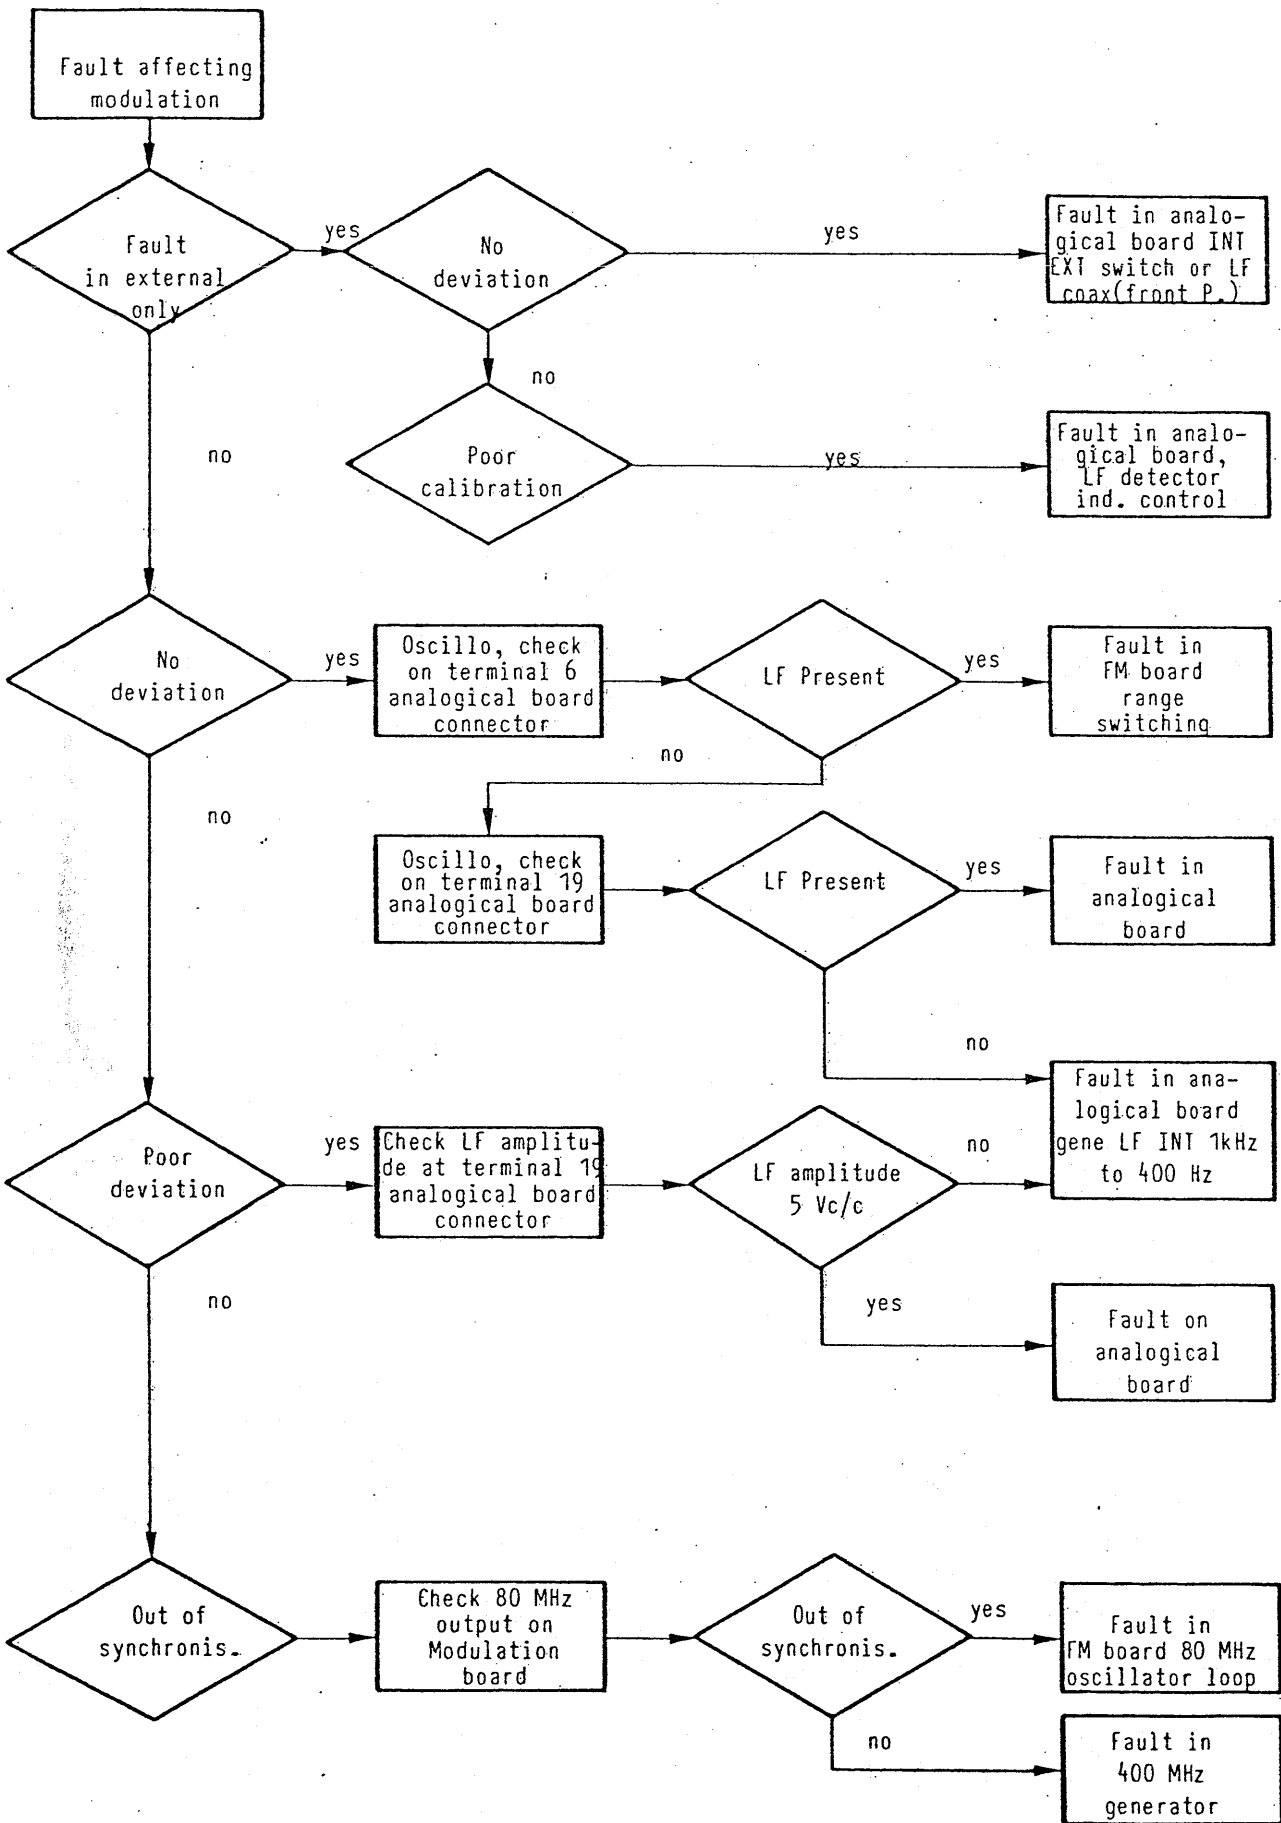 Fault affecting
modulation
Fault
in external
only
yes
No
deviation
yes
Fault in analo-
gical board INT
EXT switch or LF
coax(front P.)
no
no
Poor
calibration
yes
Fault in analo-
gical board,
LF detector
ind. control
No
deviation
yes
Oscillo, check
on terminal 6
analogical board
connector
LF Present
yes
Fault in
FM board
range
switching
no
no
Oscillo, check
on terminal 19
analogical board
connector
LF Present
yes
Fault in
analogical
board
no
Fault in ana-
logical board
gene LF INT 1kHz
to 400 Hz
Poor
deviation
yes
Check LF amplitu-
de at terminal 19
analogical board
connector
LF amplitude
5 Vc/c
no
no
yes
Fault on
analogical
board
Out of
synchronis.
Check 80 MHz
output on
Modulation
board
Out of
synchronis.
yes
Fault in
FM board 80 MHz
oscillator loop
no
Fault in
400 MHz
generator